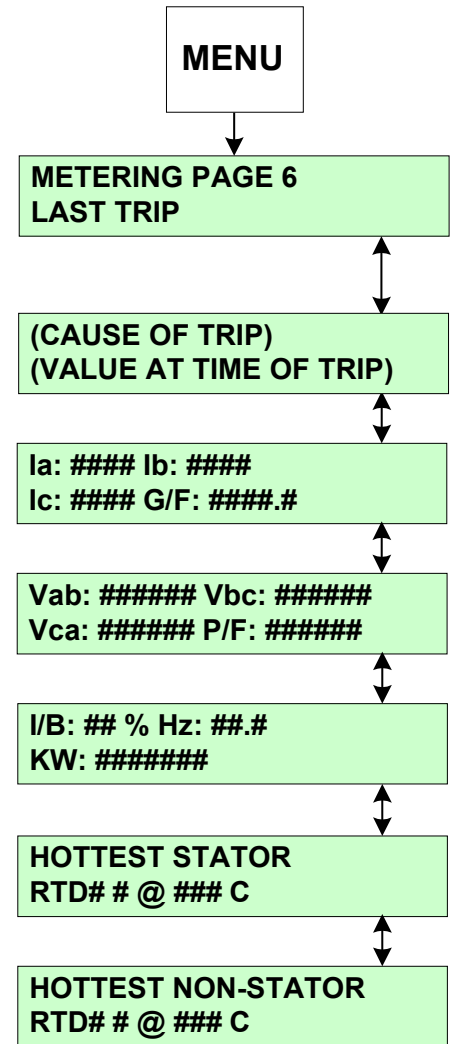 MENU
METERING PAGE 6
LAST TRIP
(CAUSE OF TRIP)
(VALUE AT TIME OF TRIP)
Ia: #### Ib: ####
Ic: #### G/F: ####.#
Vab: ###### Vbc: ######
Vca: ###### P/F: ######
I/B: ## % Hz: ##.#
KW: #######
HOTTEST STATOR
RTD# # @ ### C
HOTTEST NON-STATOR
RTD# # @ ### C